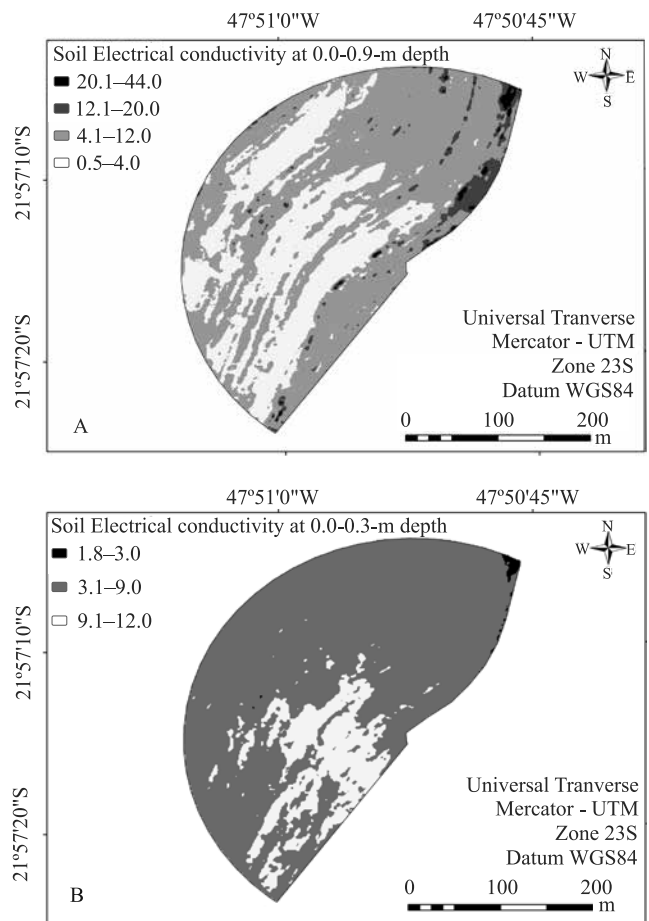 47º51'0"W 47º50'45"W
Soil Electrical conductivity at 0.0-0.9-m depth
20.1–44.0
12.1–20.0
4.1–12.0
0.5–4.0
N
W E
S
21º57'10"S
21º57'20"S
Universal Tranverse
Mercator - UTM
Zone 23S
Datum WGS84
0 100 200
m
A
47º51'0"W 47º50'45"W
Soil Electrical conductivity at 0.0-0.3-m depth
1.8–3.0
3.1–9.0
9.1–12.0
N
W E
S
21º57'10"S
21º57'20"S
Universal Tranverse
Mercator - UTM
Zone 23S
Datum WGS84
0 100 200
m
B